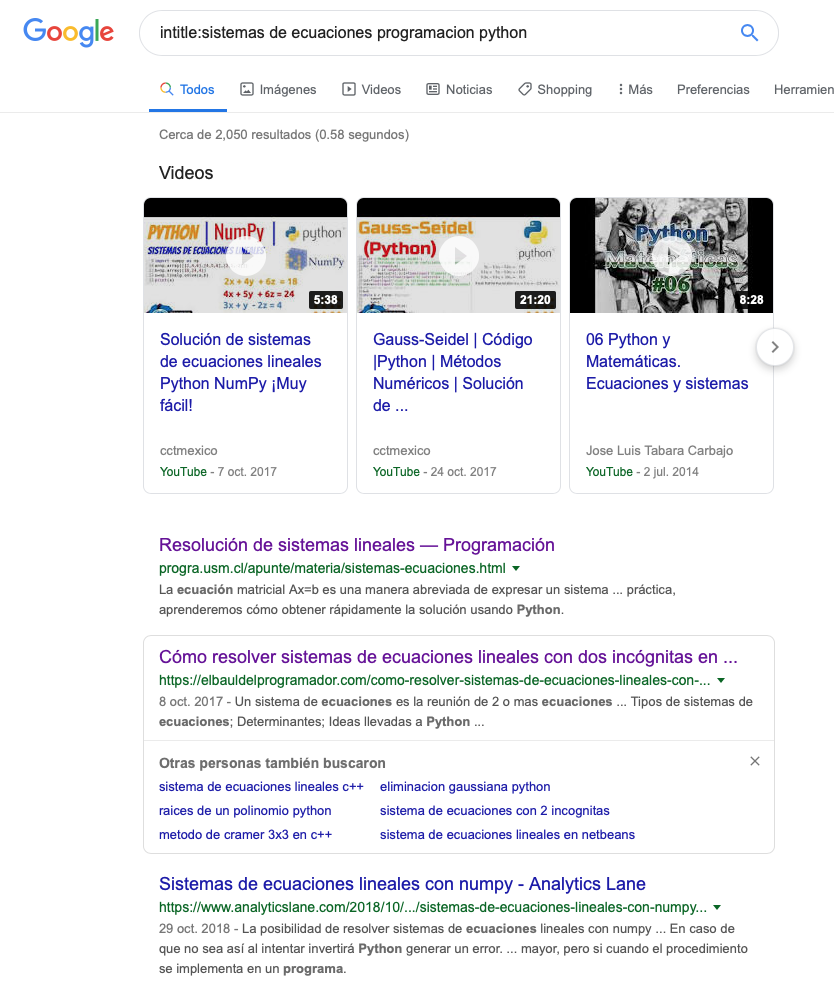 Google
intitle:sistemas de ecuaciones programacion python
Todos Imágenes Videos Noticias Shopping Más Preferencias Herramien
Cerca de 2,050 resultados (0.58 segundos)
Videos
PYTHON | NumPy |
SISTEMAS DE ECUACIONES LINEALES
python
NumPy
2x + 4y + 6z = 18
4x + 5y + 6z = 24
3x + y - 2z = 4
5:38
Gauss-Seidel
(Python)
python
21:20
Python
Matemáticas
#06
8:28
Solución de sistemas
de ecuaciones lineales
Python NumPy ¡Muy
fácil!
cctmexico
YouTube - 7 oct. 2017
Gauss-Seidel | Código
|Python | Métodos
Numéricos | Solución
de ...
cctmexico
YouTube - 24 oct. 2017
06 Python y
Matemáticas.
Ecuaciones y sistemas
Jose Luis Tabara Carbajo
YouTube - 2 jul. 2014
Resolución de sistemas lineales — Programación
progra.usm.cl/apunte/materia/sistemas-ecuaciones.html
La ecuación matricial Ax=b es una manera abreviada de expresar un sistema ... práctica,
aprenderemos cómo obtener rápidamente la solución usando Python.
Cómo resolver sistemas de ecuaciones lineales con dos incógnitas en ...
https://elbauldelprogramador.com/como-resolver-sistemas-de-ecuaciones-lineales-con-...
8 oct. 2017 - Un sistema de ecuaciones es la reunión de 2 o mas ecuaciones ... Tipos de sistemas de
ecuaciones; Determinantes; Ideas llevadas a Python ...
Otras personas también buscaron
sistema de ecuaciones lineales c++ eliminacion gaussiana python
raices de un polinomio python sistema de ecuaciones con 2 incognitas
metodo de cramer 3x3 en c++ sistema de ecuaciones lineales en netbeans
Sistemas de ecuaciones lineales con numpy - Analytics Lane
https://www.analyticslane.com/2018/10/.../sistemas-de-ecuaciones-lineales-con-numpy...
29 oct. 2018 - La posibilidad de resolver sistemas de ecuaciones lineales con numpy ... En caso de
que no sea así al intentar invertirá Python generar un error. ... mayor, pero si cuando el procedimiento
se implementa en un programa.